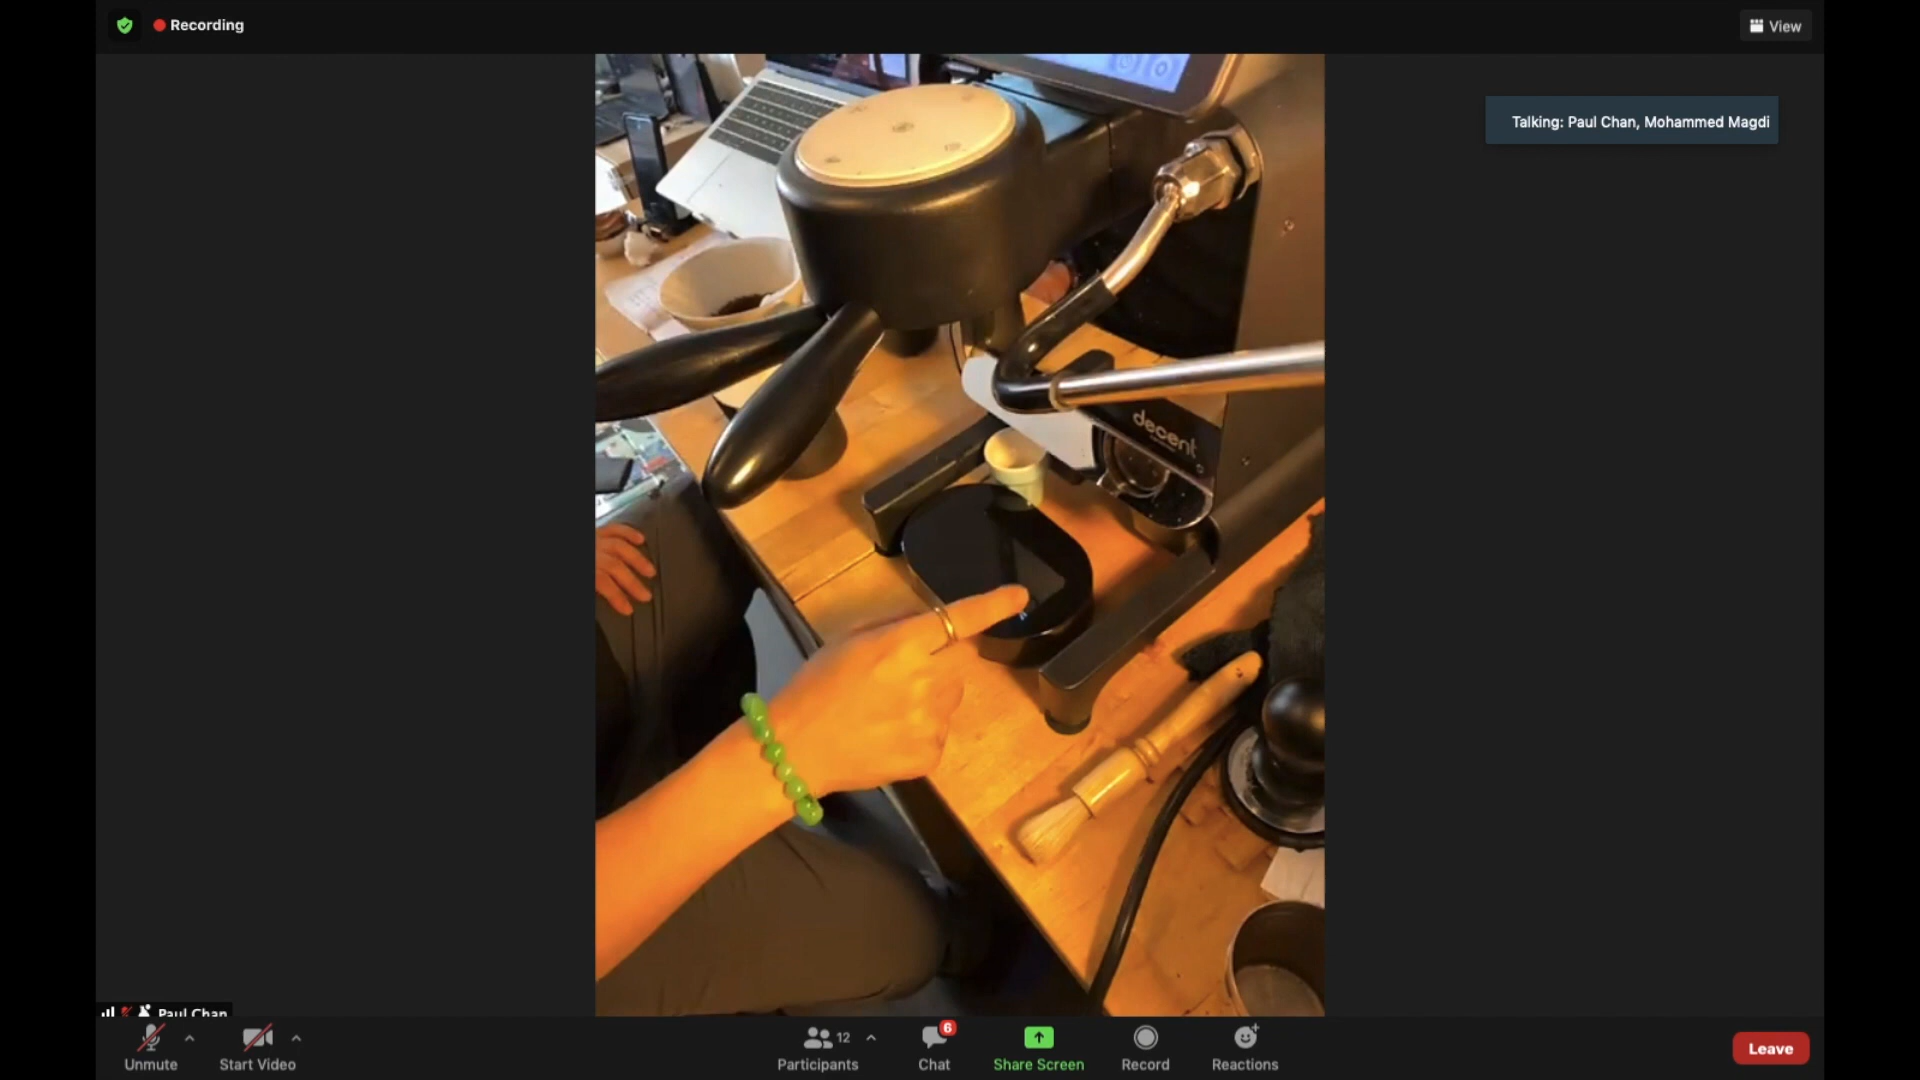 Recording
View
Talking: Paul Chan, Mohammed Magdi
decent
Paul Chan
12
6
Unmute
Start Video
Participants
Chat
Share Screen
Record
Reactions
Leave